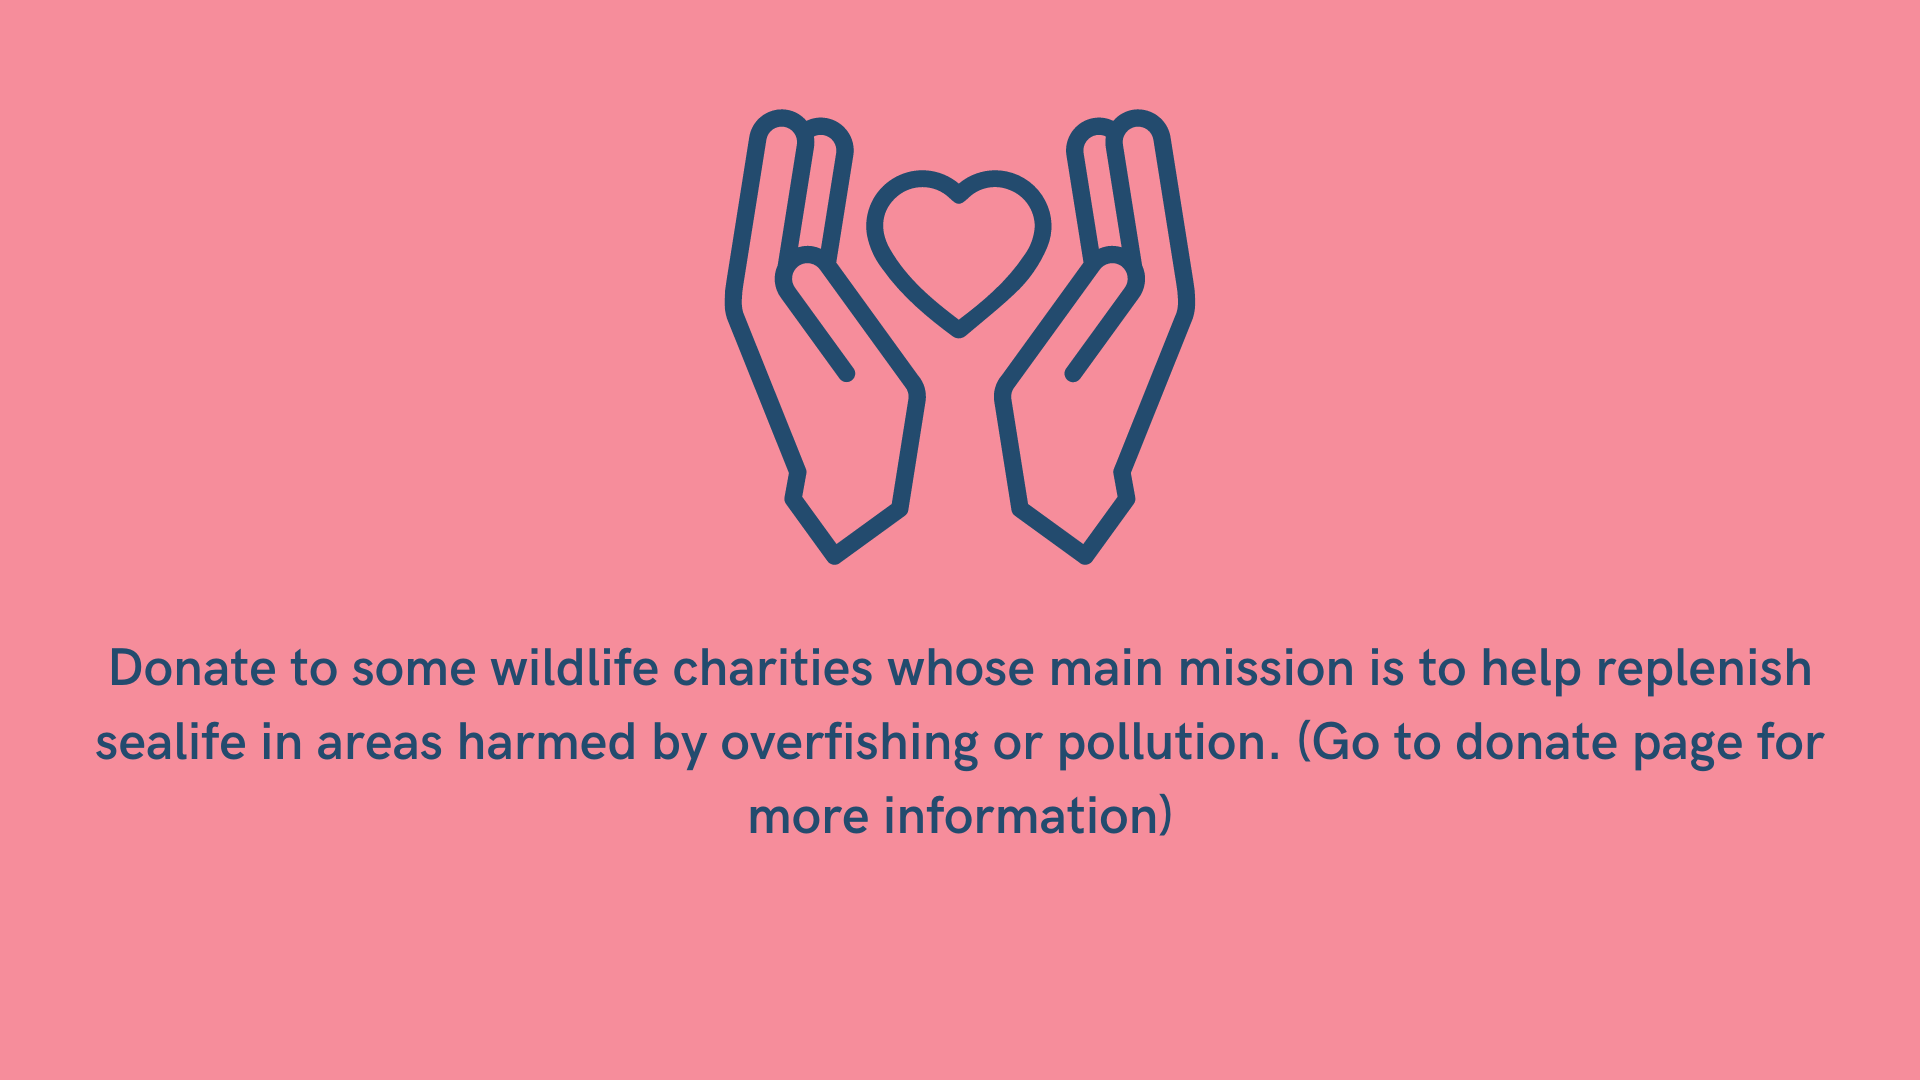 Donate to some wildlife charities whose main mission is to help replenish
sealife in areas harmed by overfishing or pollution. (Go to donate page for
more information)